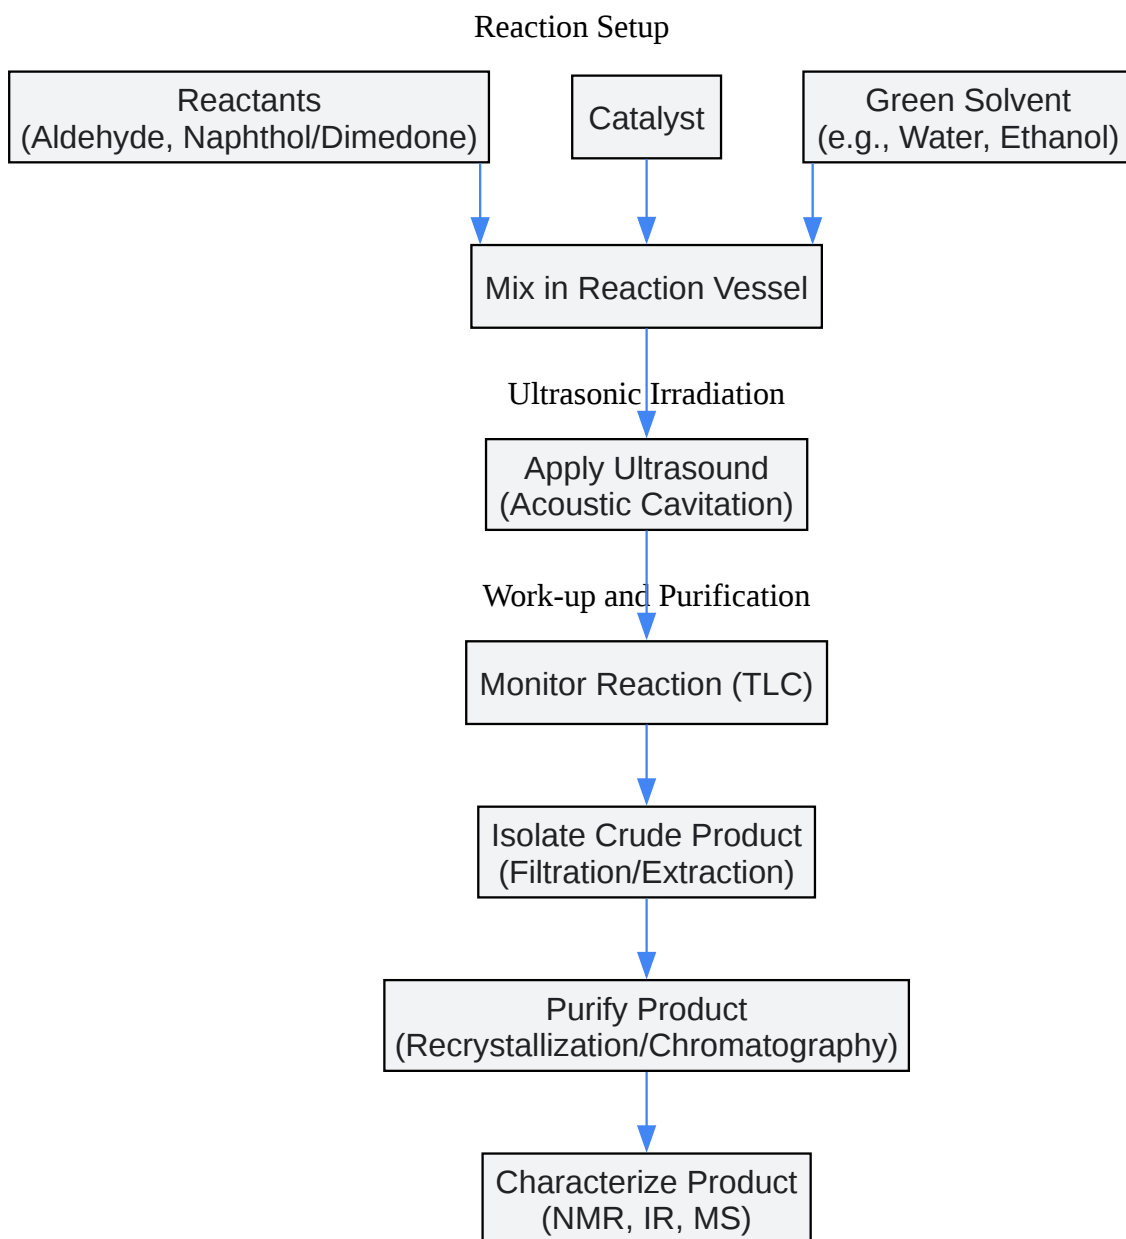 Reaction Setup
Reactants
(Aldehyde, Naphthol/Dimedone)
Catalyst
Green Solvent
(e.g., Water, Ethanol)
Mix in Reaction Vessel
Ultrasonic Irradiation
Apply Ultrasound
(Acoustic Cavitation)
Work-up and Purification
Monitor Reaction (TLC)
Isolate Crude Product
(Filtration/Extraction)
Purify Product
(Recrystallization/Chromatography)
Characterize Product
(NMR, IR, MS)